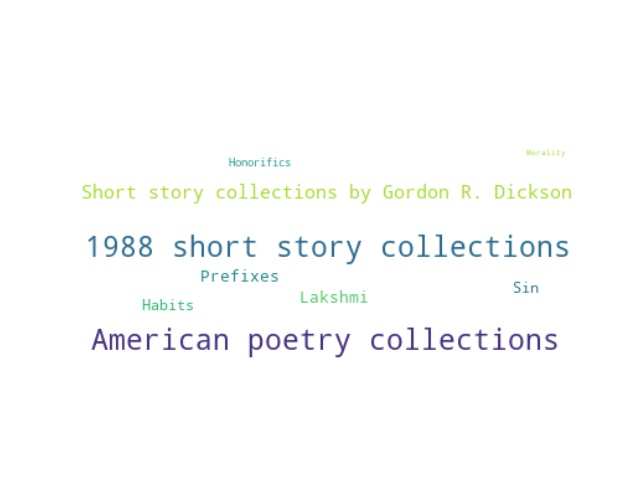 Morality
Honorifics
Short story collections by Gordon R. Dickson
1988 short story collections
Prefixes
Sin
Lakshmi
Habits
American poetry collections